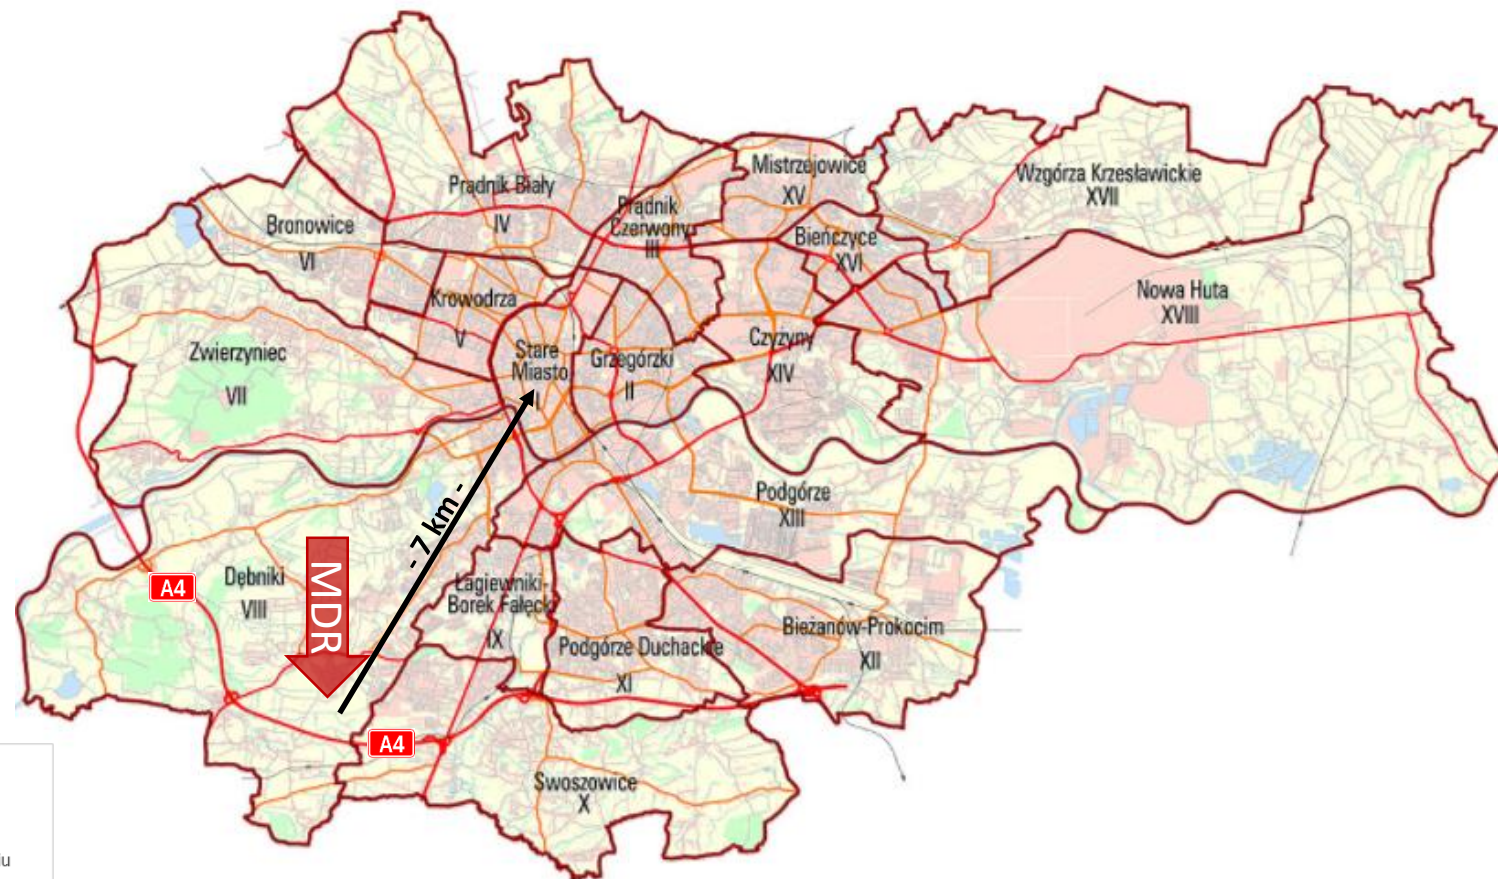 Mistrzejowice
XV
Wzgórza Krzesławickie
XVII
Prądnik Biały
IV
Prądnik
Czerwony
III
Bronowice
VI
Bieńczyce
XVI
Krowodrza
V
Nowa Huta
XVIII
Zwierzyniec
VII
Stare
Miasto
I
Grzegórzki
II
Czyżyny
XIV
- 7 km -
Podgórze
XIII
A4
Dębniki
VIII
MDR
Łagiewniki-
Borek Fałęcki
IX
Podgórze Duchackie
XI
Bieżanów-Prokocim
XII
A4
Swoszowice
X
iu